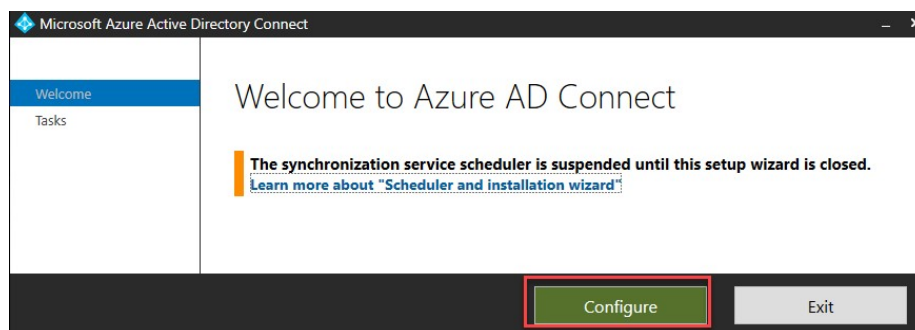 Microsoft Azure Active Directory Connect
Welcome
Tasks
Welcome to Azure AD Connect
The synchronization service scheduler is suspended until this setup wizard is closed.
Learn more about "Scheduler and installation wizard"
Configure
Exit